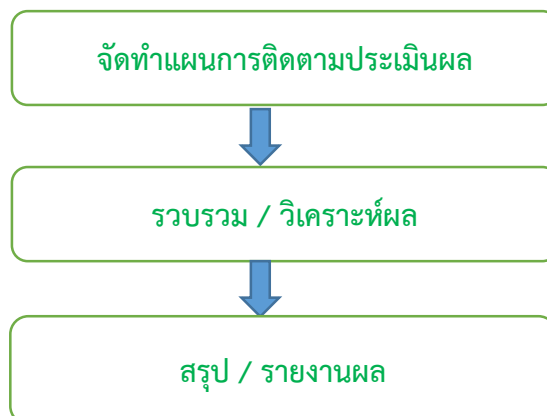 จัดทำแผนการติดตามประเมินผล
รวบรวม / วิเคราะห์ผล
สรุป / รายงานผล